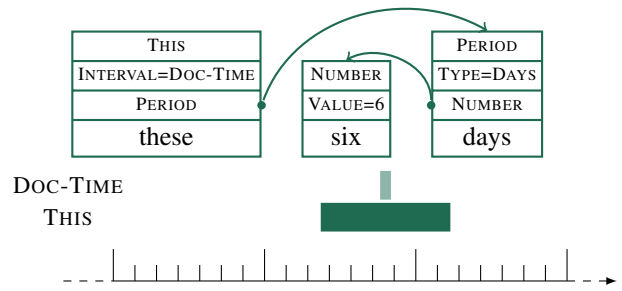 THIS
INTERVAL=DOC-TIME
PERIOD
these
NUMBER
VALUE=6
six
PERIOD
TYPE=DAYS
NUMBER
days
DOC-TIME
THIS